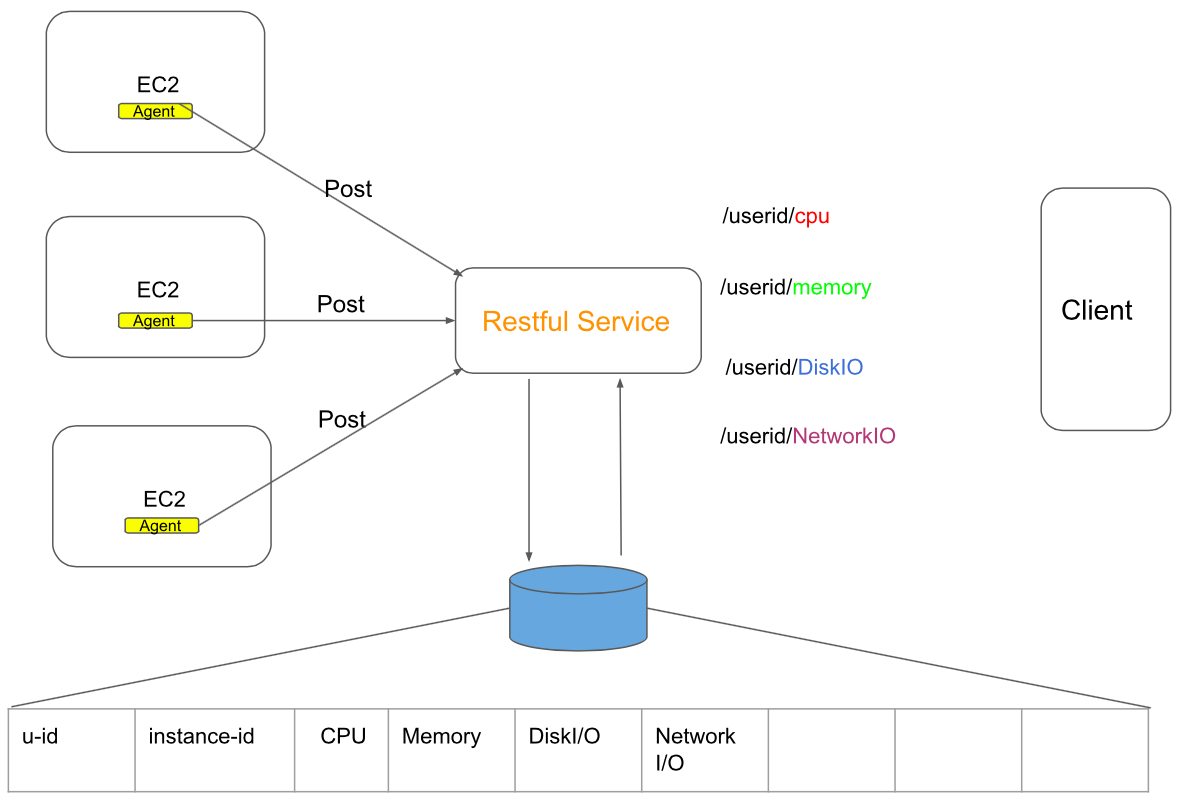 EC2
Agent
Post
EC2
Agent
Post
EC2
Agent
Post
Restful Service
/userid/cpu
/userid/memory
/userid/DiskIO
/userid/NetworkIO
Client
u-id
instance-id
CPU
Memory
DiskI/O
Network
I/O